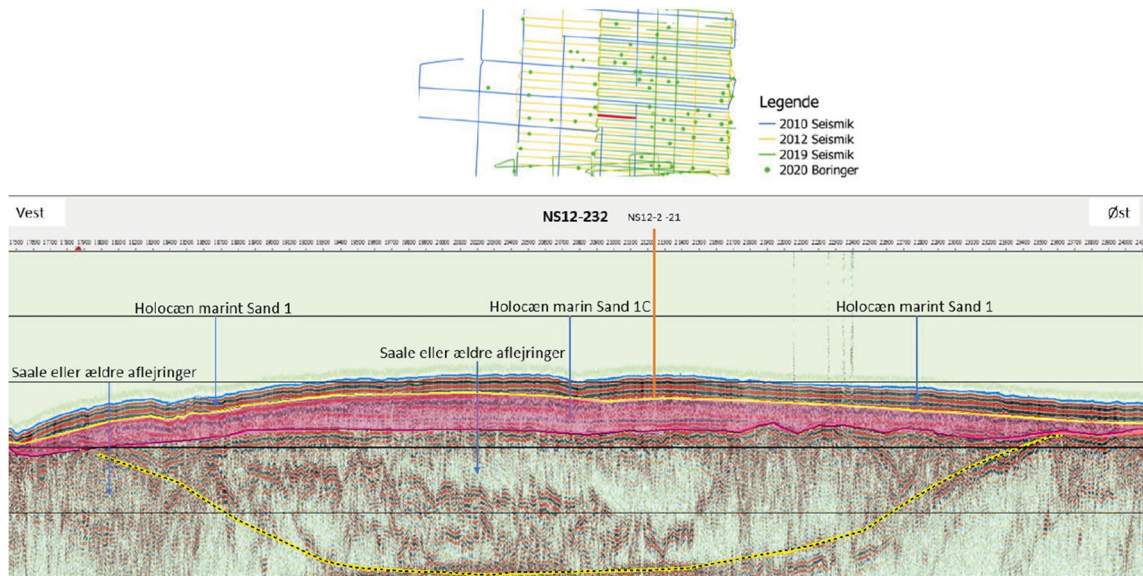 Legende
2010 Seismik
2012 Seismik
2019 Seismik
2020 Boringer
Vest
NS12-232
NS12-2 -21
Øst
Holocæn marint Sand 1
Holocæn marin Sand 1C
Holocæn marint Sand 1
Saale eller ældre aflejringer
Saale eller ældre aflejringer